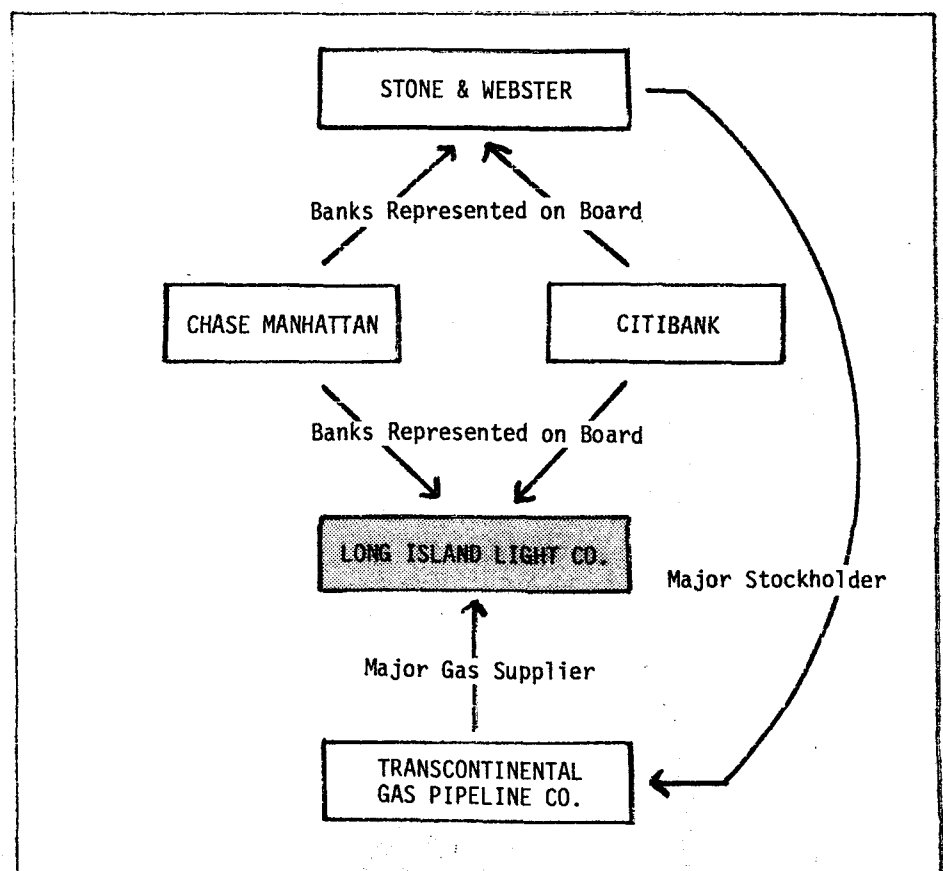 STONE & WEBSTER
Banks Represented on Board
CHASE MANHATTAN
CITIBANK
Banks Represented on Board
LONG ISLAND LIGHT CO.
Major Stockholder
Major Gas Supplier
TRANSCONTINENTAL
GAS PIPELINE CO.